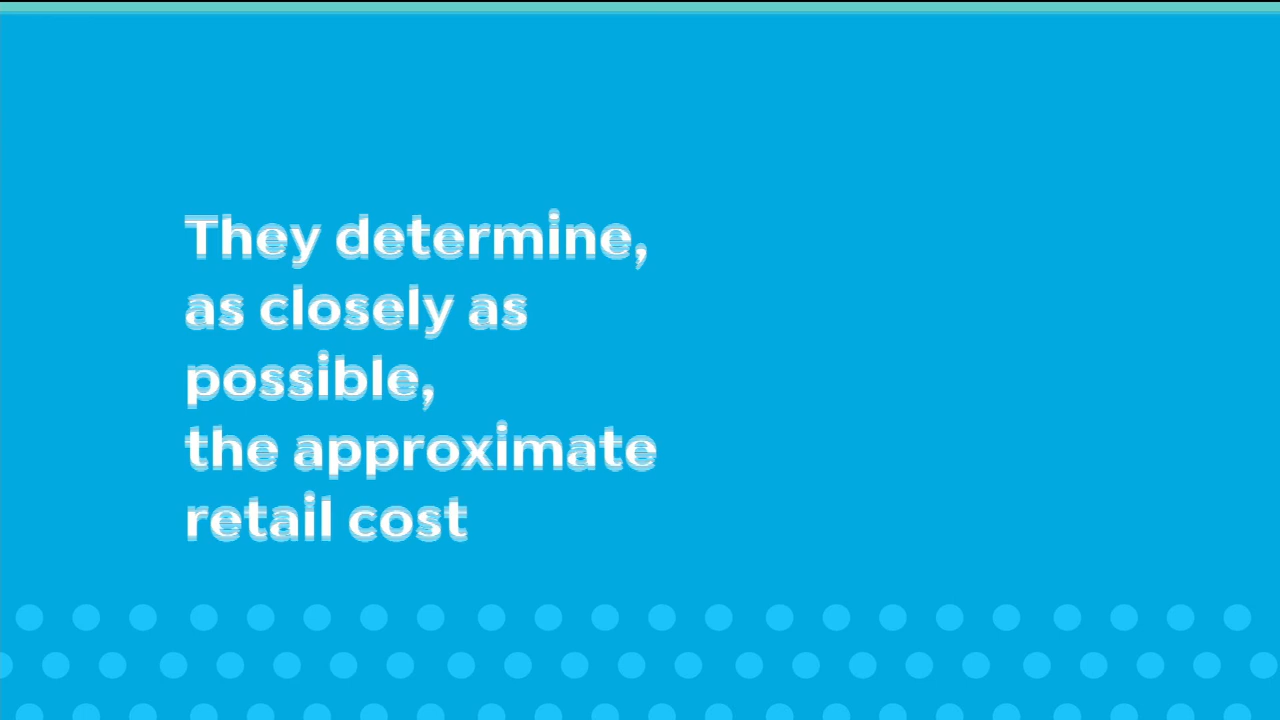 They determine,
as closely as
possible,
the approximate
retail cost